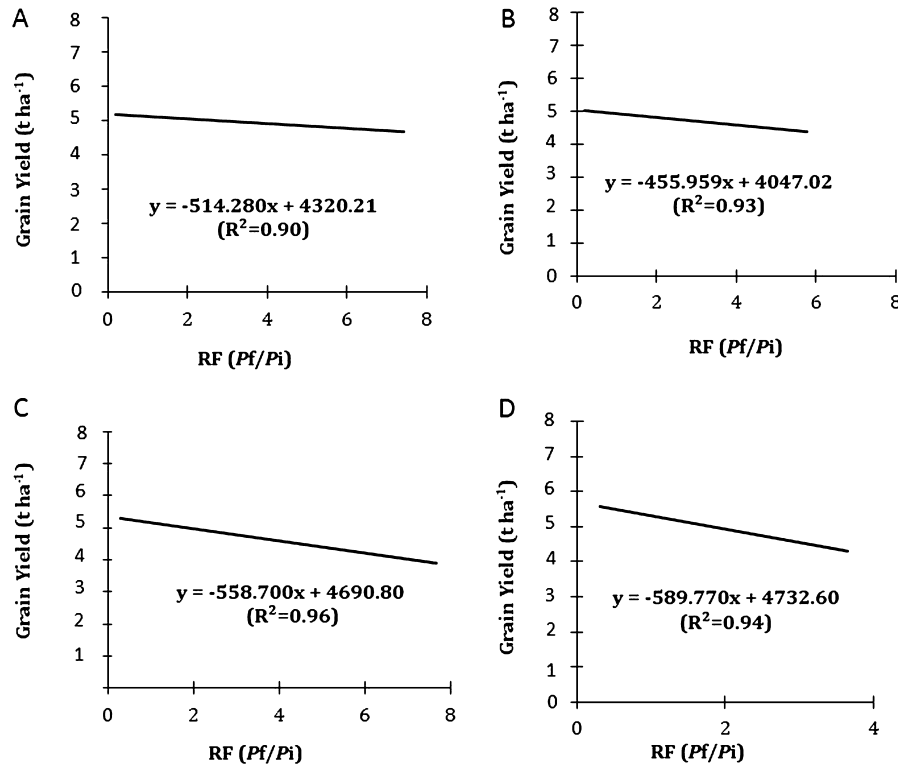 A
8
7
6
5
4
3
2
1
0
Grain Yield (t ha-1)
y = -514.280x + 4320.21
(R2=0.90)
0 2 4 6 8
RF (Pf/Pi)
B
8
7
6
5
4
3
2
1
0
Grain Yield (t ha-1)
y = -455.959x + 4047.02
(R2=0.93)
0 2 4 6 8
RF (Pf/Pi)
C
8
7
6
5
4
3
2
1
Grain Yield (t ha-1)
y = -558.700x + 4690.80
(R2=0.96)
0 2 4 6 8
RF (Pf/Pi)
D
8
7
6
5
4
3
2
1
0
Grain Yield (t ha-1)
y = -589.770x + 4732.60
(R2=0.94)
0 2 4
RF (Pf/Pi)